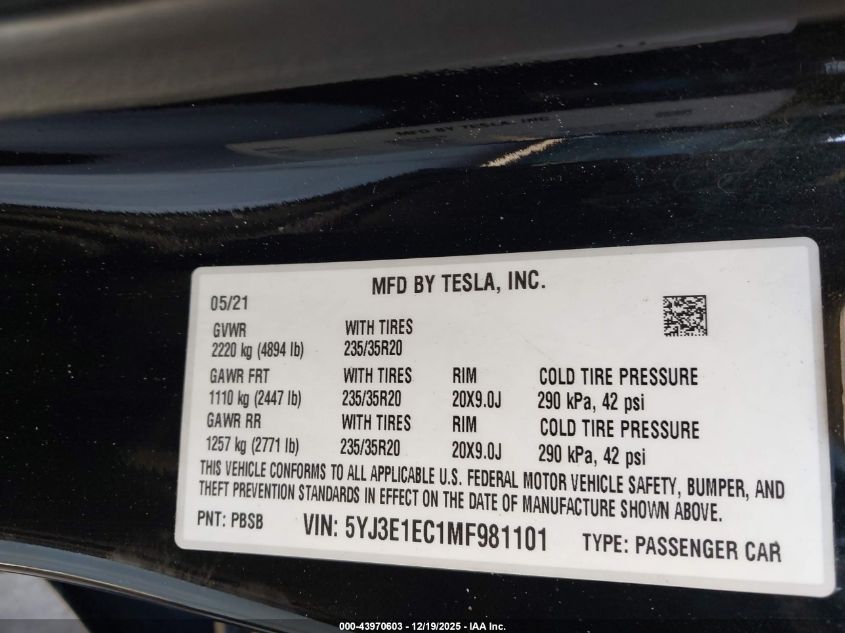 MFD BY TESLA, INC.
MFD BY TESLA, INC.
05/21
GVWR WITH TIRES
2220 kg (4894 lb) 235/35R20
GAWR FRT WITH TIRES RIM COLD TIRE PRESSURE
1110 kg (2447 lb) 235/35R20 20X9.0J 290 kPa, 42 psi
GAWR RR WITH TIRES RIM COLD TIRE PRESSURE
1257 kg (2771 lb) 235/35R20 20X9.0J 290 kPa, 42 psi
THIS VEHICLE CONFORMS TO ALL APPLICABLE U.S. FEDERAL MOTOR VEHICLE SAFETY, BUMPER, AND
THEFT PREVENTION STANDARDS IN EFFECT ON THE DATE OF MANUFACTURE SHOWN ABOVE.
PNT: PBSB VIN: 5YJ3E1EC1MF981101 TYPE: PASSENGER CAR
000-43970603 - 12/19/2025 - IAA Inc.